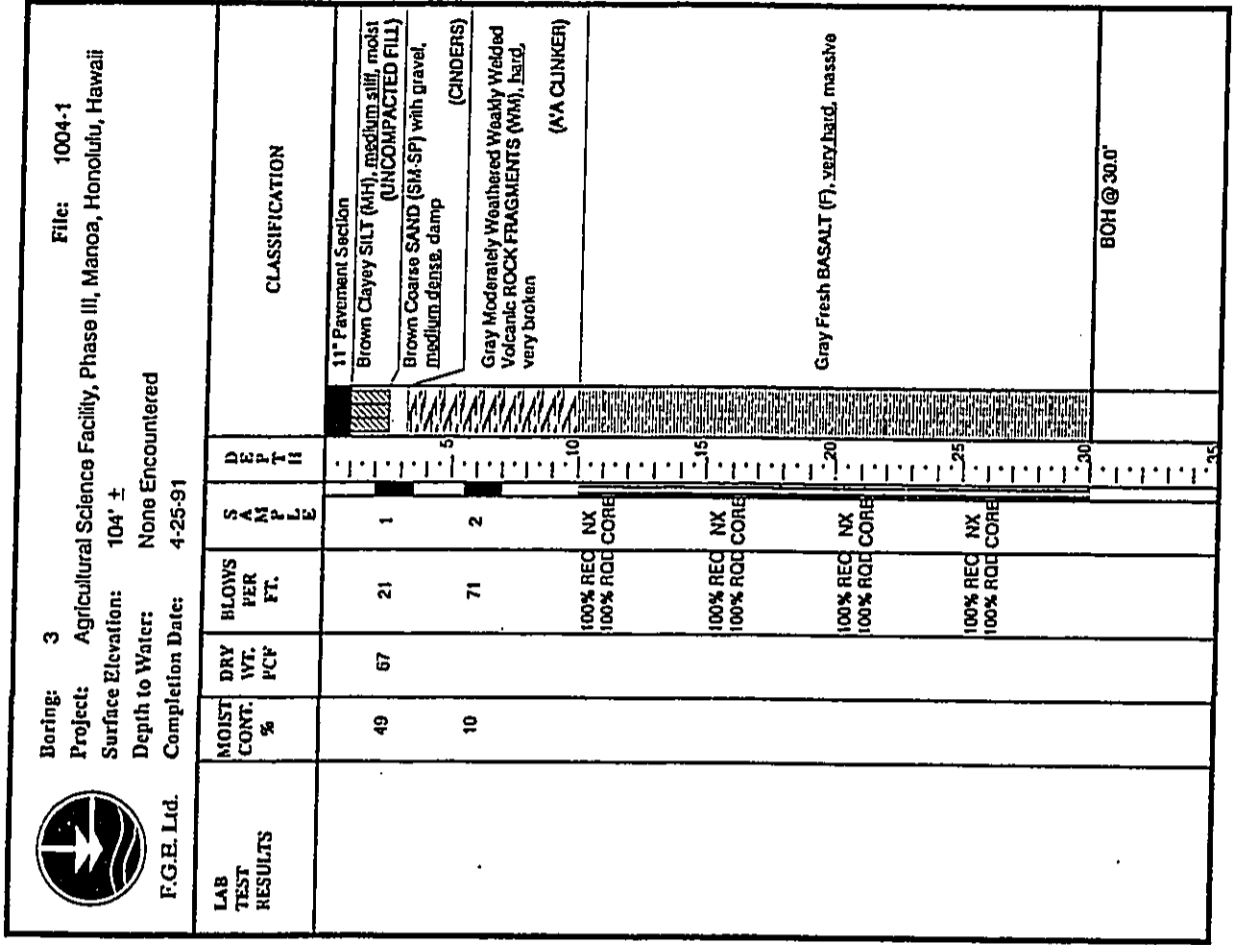 Boring: 3 File: 1004-1
Project: Agricultural Science Facility, Phase III, Manoa, Honolulu, Hawaii
Surface Elevation: 104' ±
Depth to Water: None Encountered
Completion Date: 4-25-91
F.G.E. Ltd.
LAB
TEST
RESULTS
MOIST
CONT.
%
DRY
WT.
PCF
BLOWS
PER
FT.
SAMPLE
DEPTH
CLASSIFICATION
11" Pavement Section
Brown Clayey SILT (MH), medium stiff, moist
(UNCOMPACTED FILL)
49 67 21 1
Brown Coarse SAND (SM-SP) with gravel,
medium dense, damp
(CINDERS)
5
10 71 2
Gray Moderately Weathered Weakly Welded
Volcanic ROCK FRAGMENTS (WM), hard,
very broken
(A'A CLINKER)
10
100% REC NX
100% RQD CORE
15
100% REC NX
100% RQD CORE
Gray Fresh BASALT (F), very hard, massive
20
100% REC NX
100% RQD CORE
25
100% REC NX
100% RQD CORE
30
BOH @ 30.0'
35